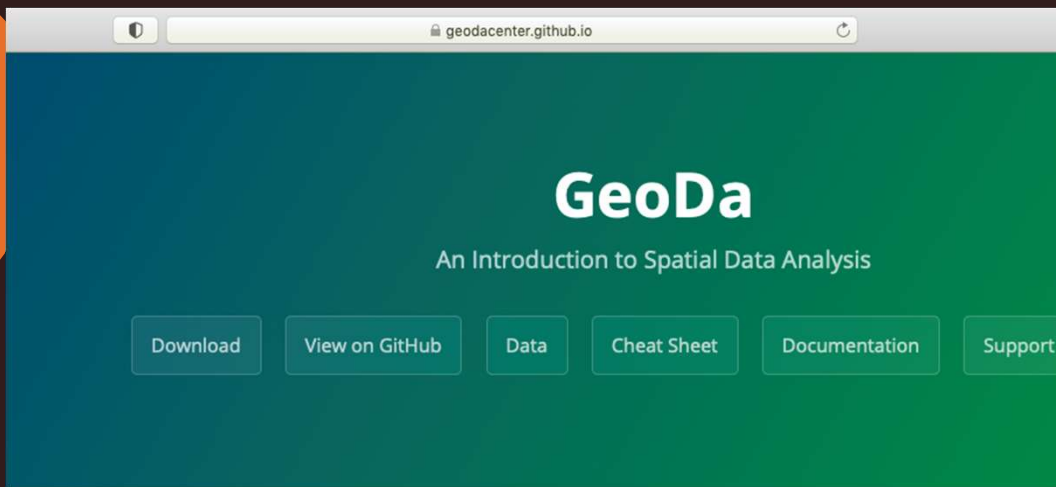 geodacenter.github.io
GeoDa
An Introduction to Spatial Data Analysis
Download View on GitHub Data Cheat Sheet Documentation Support